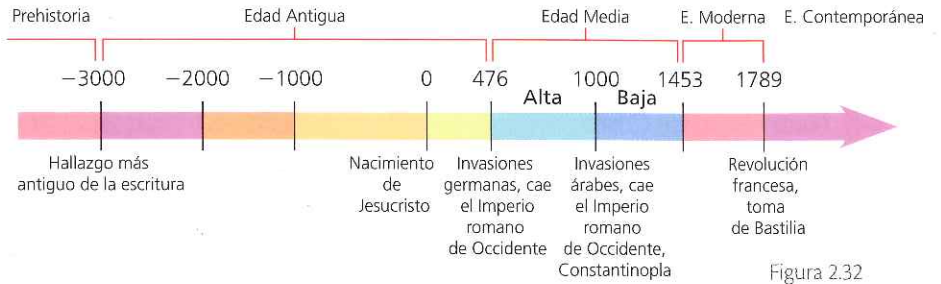 Prehistoria Edad Antigua Edad Media E. Moderna E. Contemporánea
−3000 −2000 −1000 0 476 1000 1453 1789
Alta Baja
Hallazgo más
antiguo de la escritura
Nacimiento
de
Jesucristo
Invasiones
germanas, cae
el Imperio
romano
de Occidente
Invasiones
árabes, cae
el Imperio
romano
de Occidente,
Constantinopla
Revolución
francesa,
toma
de Bastilia
Figura 2.32